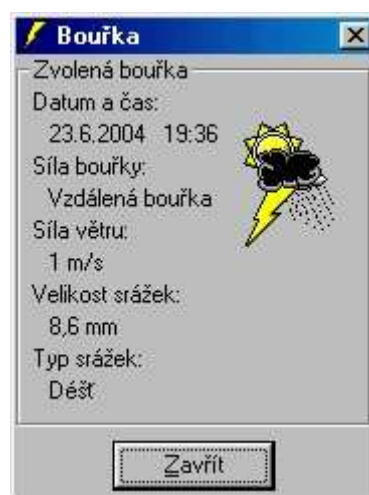 Bouřka
Zvolená bouřka
Datum a čas:
23.6.2004 19:36
Síla bouřky:
Vzdálená bouřka
Síla větru:
1 m/s
Velikost srážek:
8,6 mm
Typ srážek:
Déšť
Zavřít